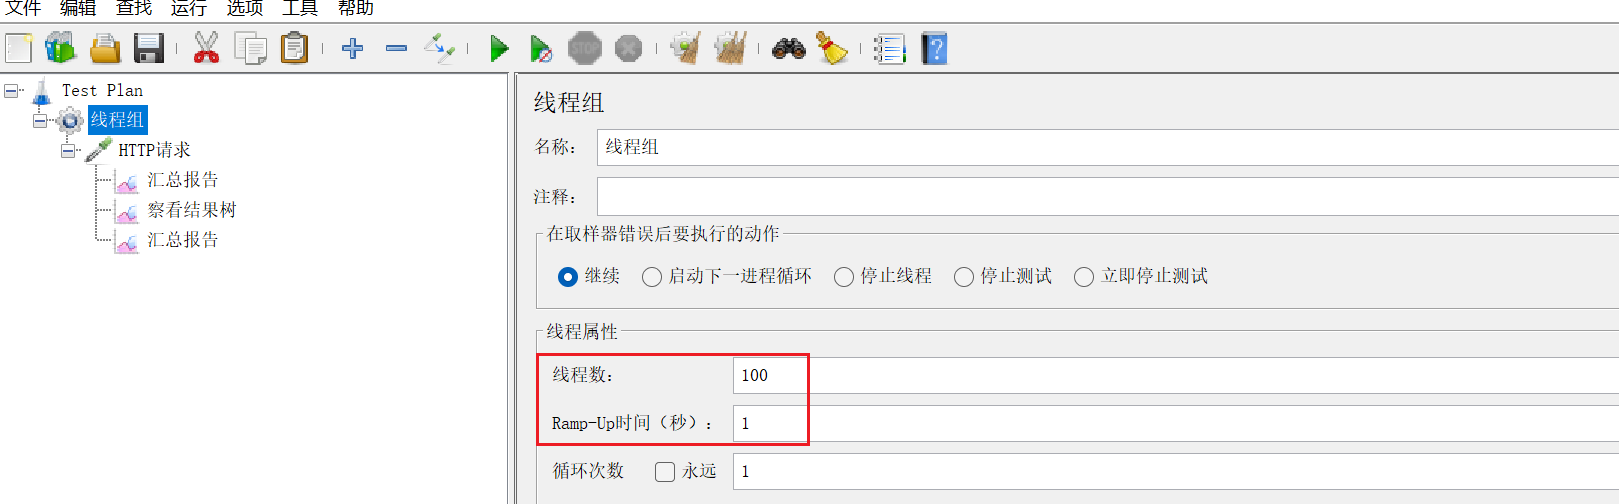 文件 编辑 查找 运行 选项 工具 帮助
STOP
Test Plan
线程组
HTTP请求
汇总报告
察看结果树
汇总报告
线程组
名称： 线程组
注释：
在取样器错误后要执行的动作
继续 启动下一进程循环 停止线程 停止测试 立即停止测试
线程属性
线程数： 100
Ramp-Up时间（秒）： 1
循环次数 永远 1